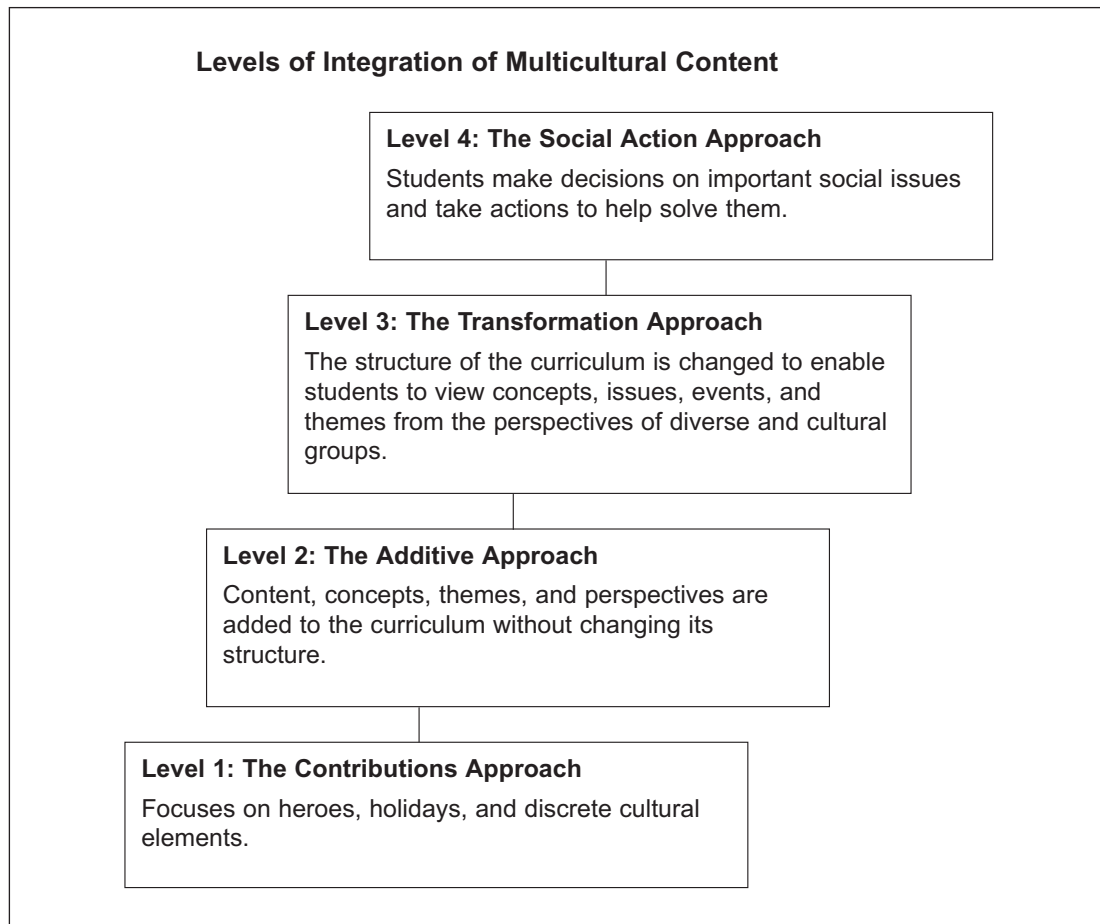 Levels of Integration of Multicultural Content
Level 4: The Social Action Approach
Students make decisions on important social issues
and take actions to help solve them.
Level 3: The Transformation Approach
The structure of the curriculum is changed to enable
students to view concepts, issues, events, and
themes from the perspectives of diverse and cultural
groups.
Level 2: The Additive Approach
Content, concepts, themes, and perspectives are
added to the curriculum without changing its
structure.
Level 1: The Contributions Approach
Focuses on heroes, holidays, and discrete cultural
elements.